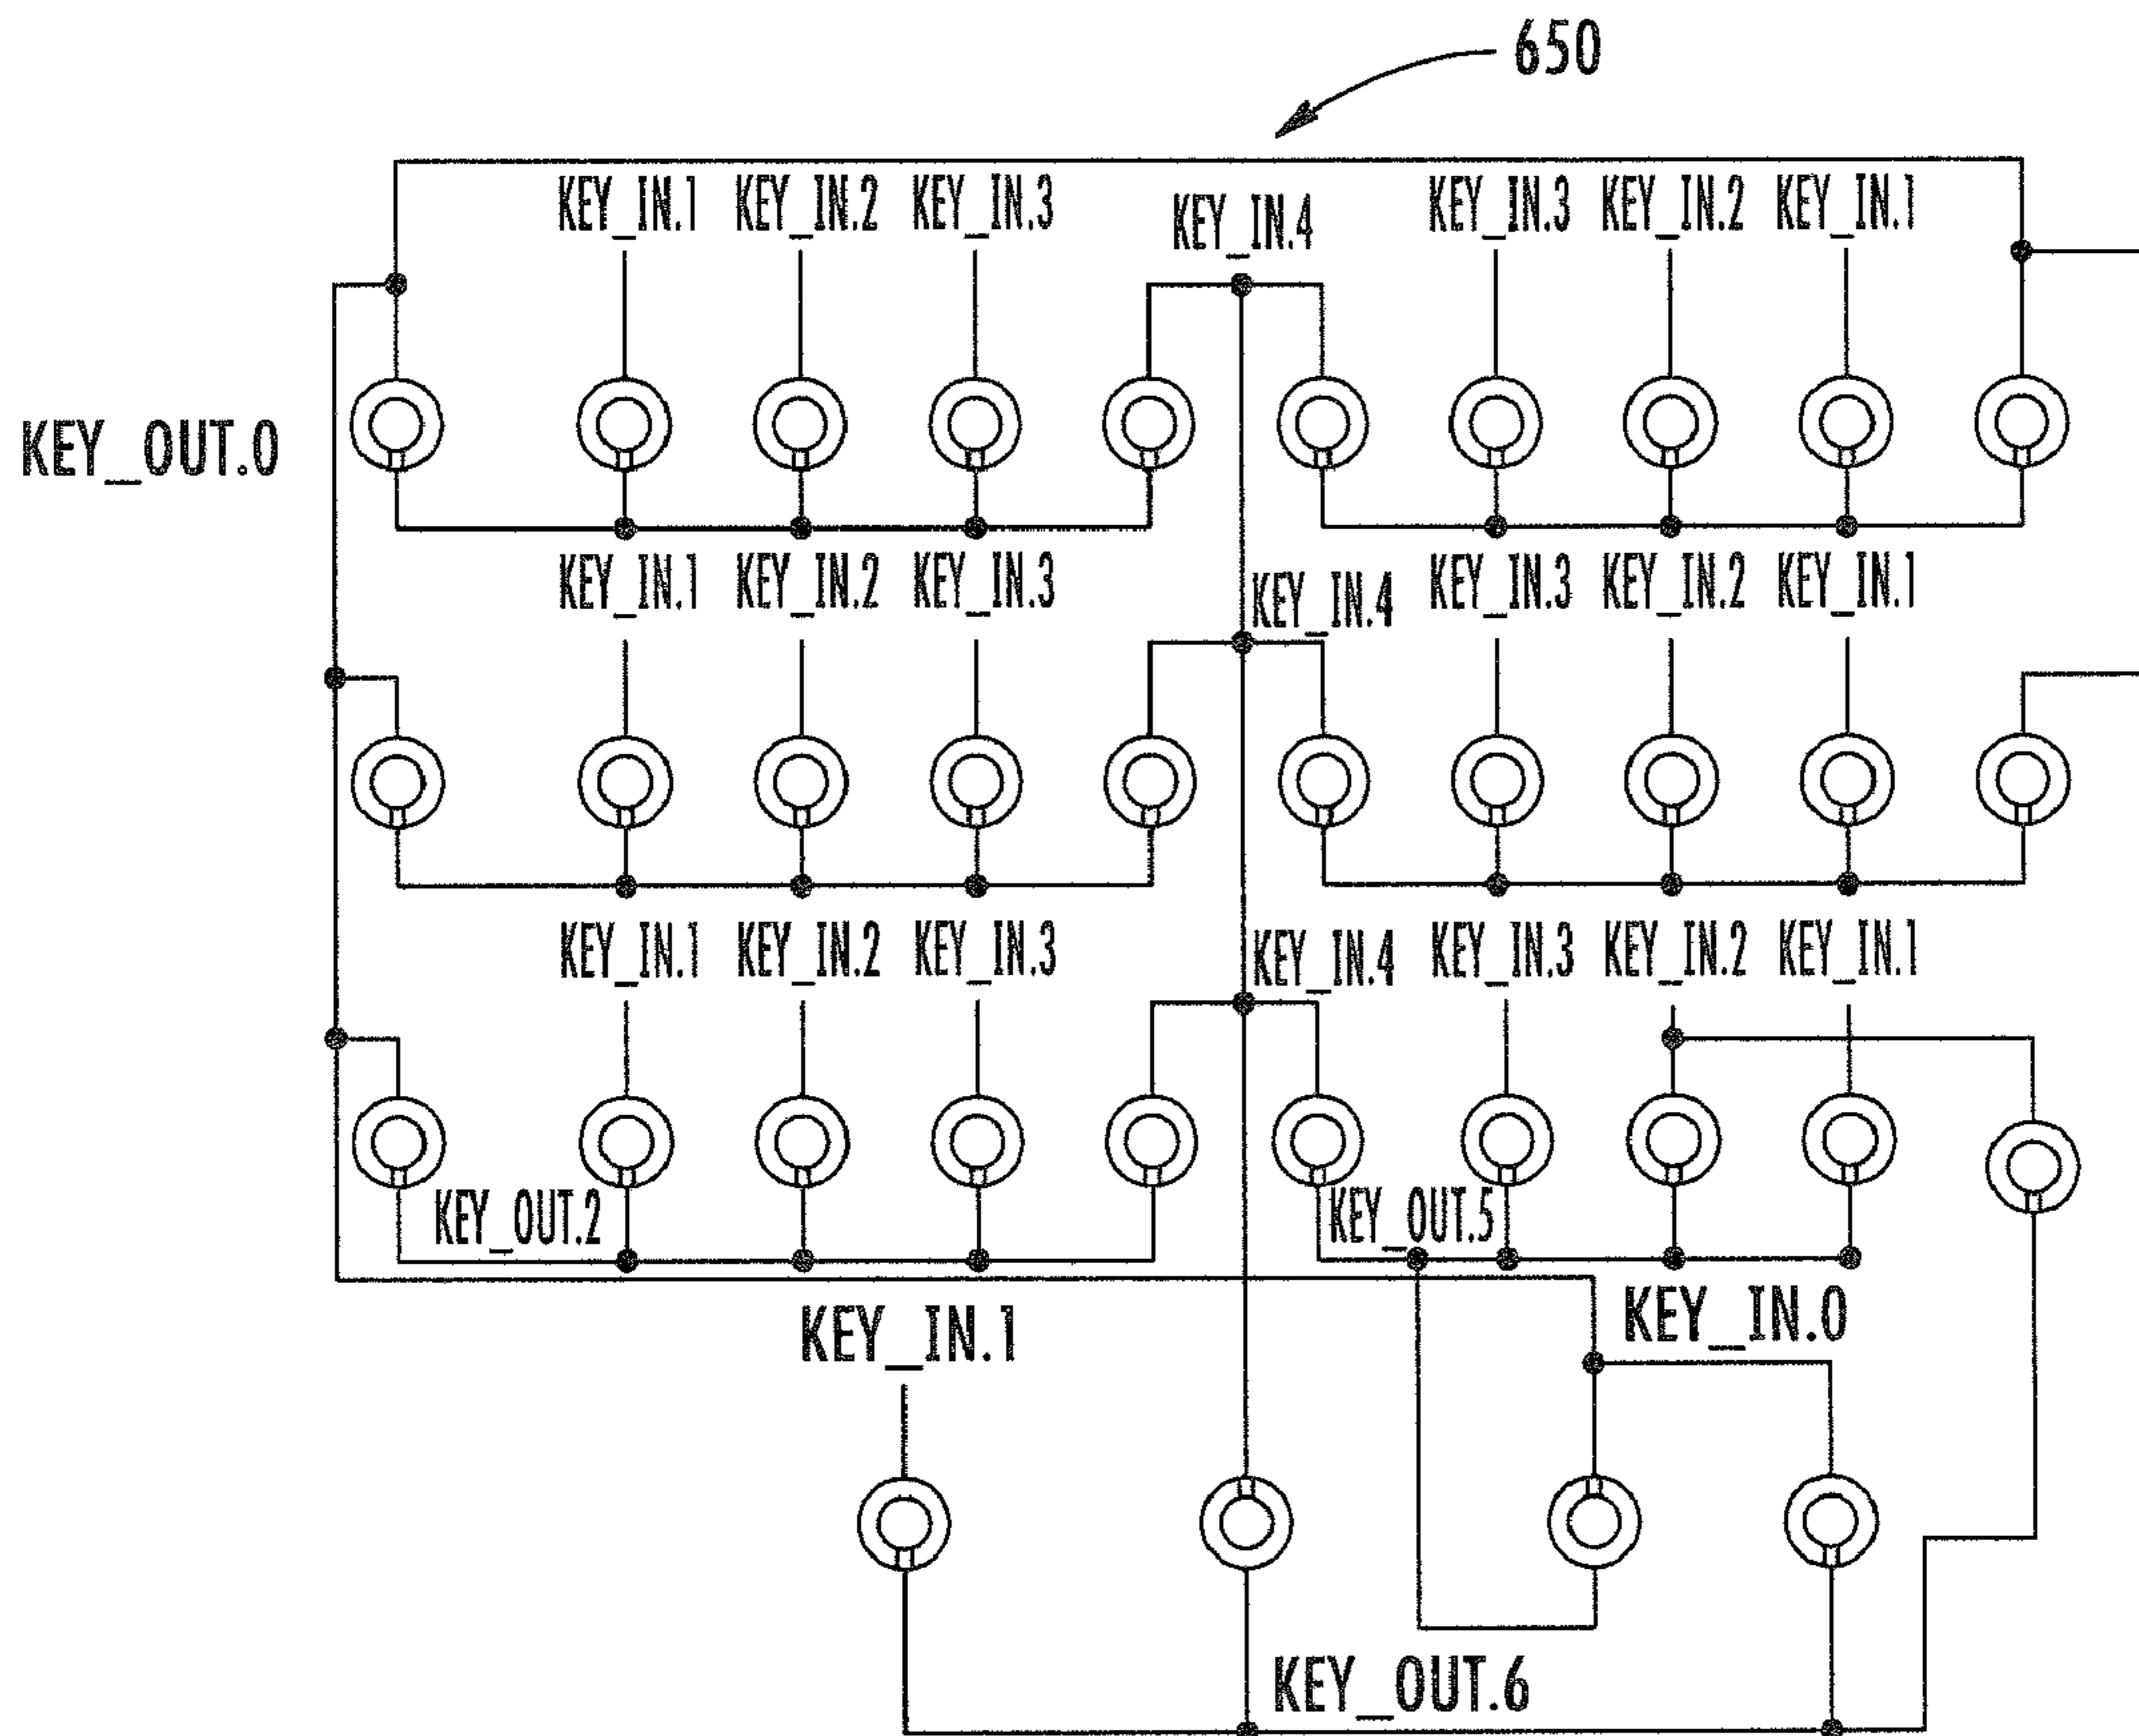 650
KEY_IN.1 KEY_IN.2 KEY_IN.3 KEY_IN.4 KEY_IN.3 KEY_IN.2 KEY_IN.1
KEY_OUT.0
KEY_IN.1 KEY_IN.2 KEY_IN.3 KEY_IN.4 KEY_IN.3 KEY_IN.2 KEY_IN.1
KEY_IN.1 KEY_IN.2 KEY_IN.3 KEY_IN.4 KEY_IN.3 KEY_IN.2 KEY_IN.1
KEY_OUT.2 KEY_OUT.5
KEY_IN.1 KEY_IN.0
KEY_OUT.6